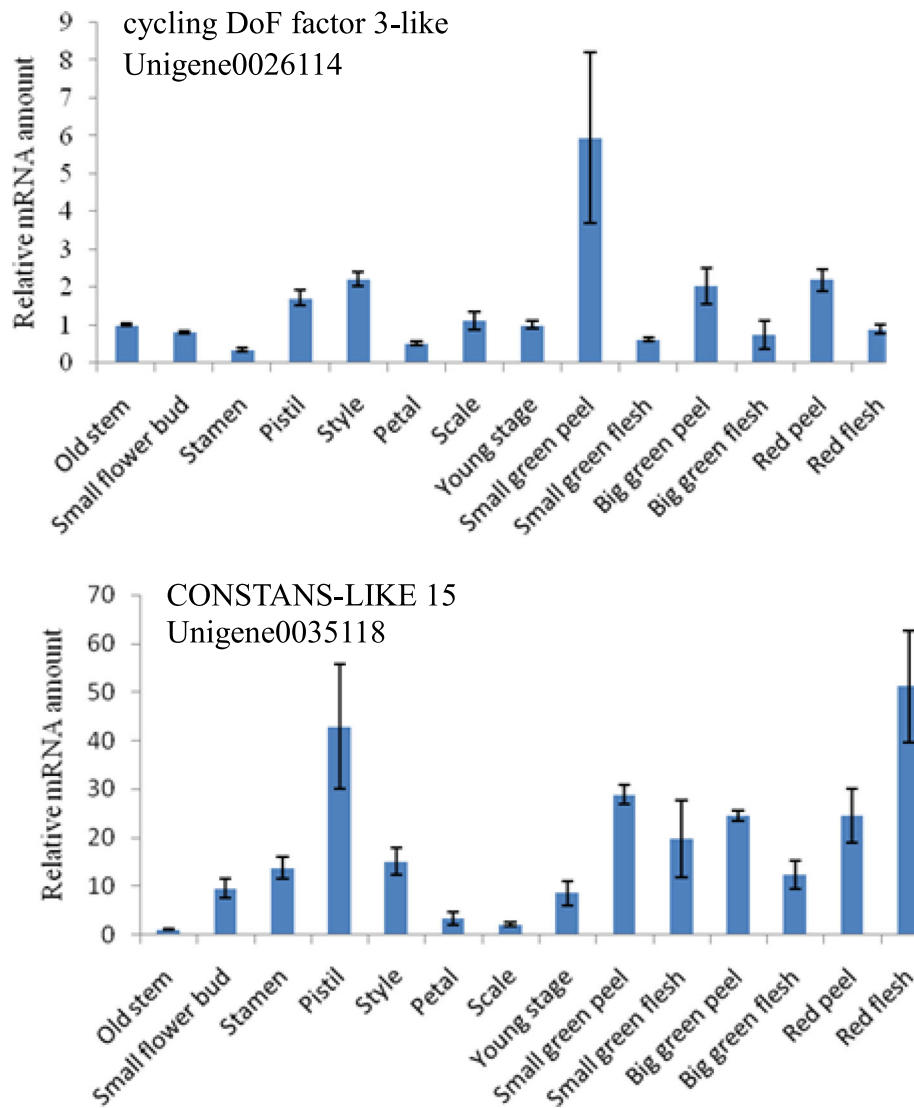 cycling DoF factor 3-like
Unigene0026114
Relative mRNA amount
9
8
7
6
5
4
3
2
1
0
Old stem
Small flower bud
Stamen
Pistil
Style
Petal
Scale
Young stage
Small green peel
Small green flesh
Big green peel
Big green flesh
Red peel
Red flesh
CONSTANS-LIKE 15
Unigene0035118
Relative mRNA amount
70
60
50
40
30
20
10
0
Old stem
Small flower bud
Stamen
Pistil
Style
Petal
Scale
Young stage
Small green peel
Small green flesh
Big green peel
Big green flesh
Red peel
Red flesh